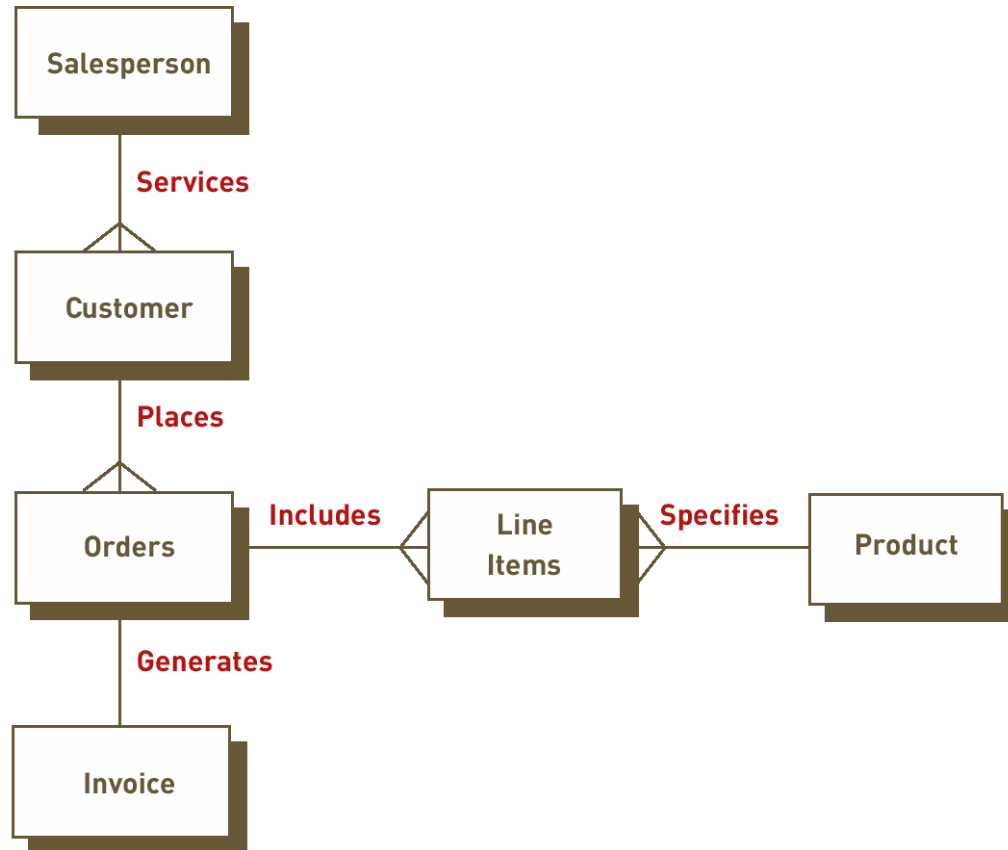 Salesperson
Services
Customer
Places
Orders
Includes
Line
Items
Specifies
Product
Generates
Invoice